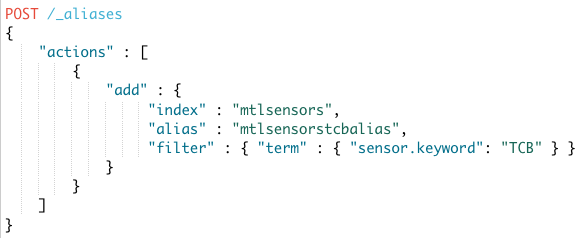 POST /_aliases
{
"actions" : [
{
"add" : {
"index" : "mtlsensors",
"alias" : "mtlsensorstcbalias",
"filter" : { "term" : { "sensor.keyword": "TCB" } }
}
}
]
}